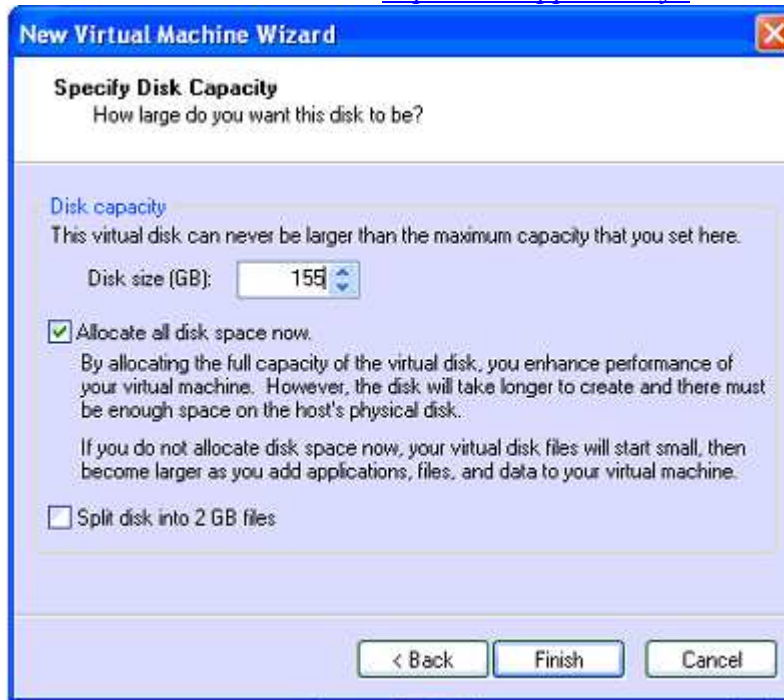 New Virtual Machine Wizard
Specify Disk Capacity
How large do you want this disk to be?
Disk capacity
This virtual disk can never be larger than the maximum capacity that you set here.
Disk size (GB): 155
Allocate all disk space now.
By allocating the full capacity of the virtual disk, you enhance performance of
your virtual machine. However, the disk will take longer to create and there must
be enough space on the host's physical disk.
If you do not allocate disk space now, your virtual disk files will start small, then
become larger as you add applications, files, and data to your virtual machine.
Split disk into 2 GB files
< Back Finish Cancel